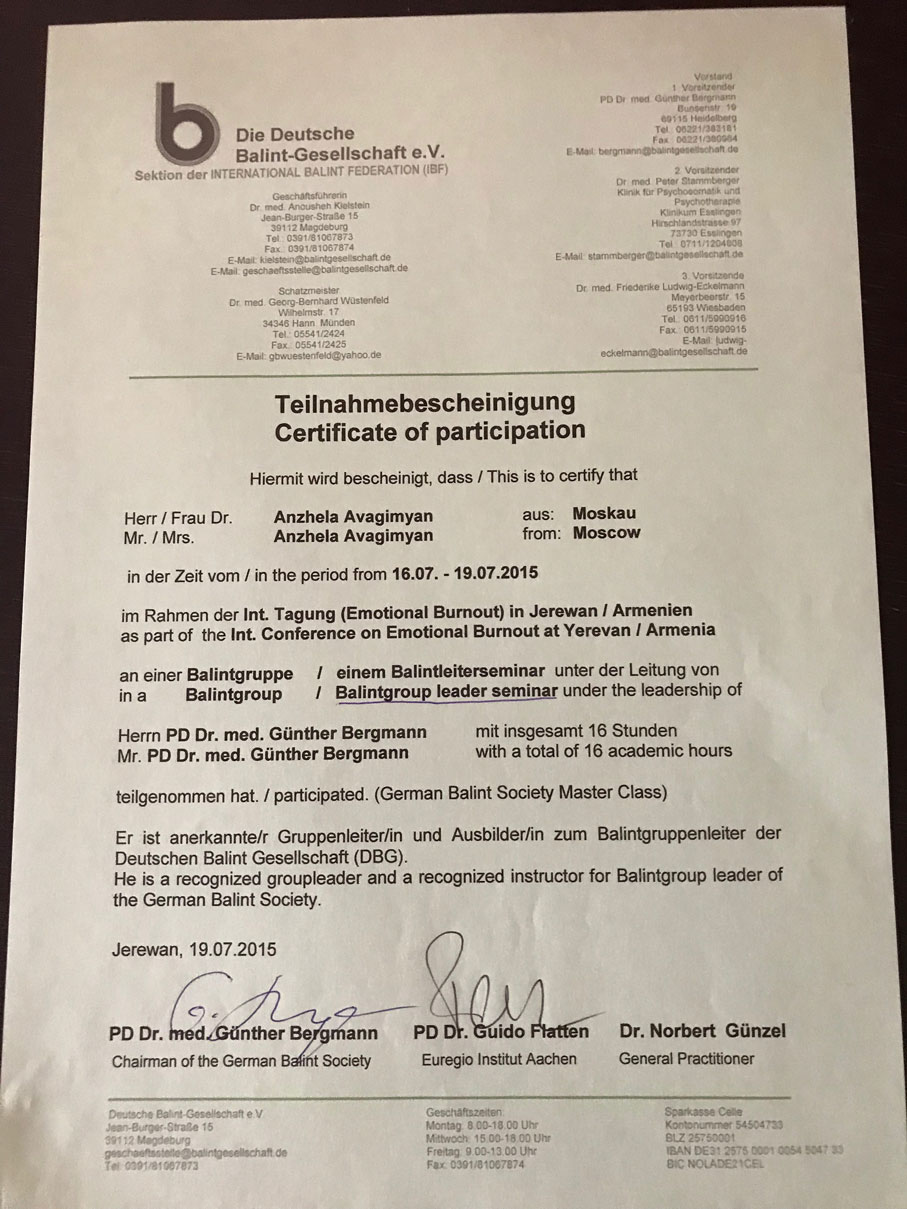 b
Die Deutsche
Balint-Gesellschaft e.V.
Sektion der INTERNATIONAL BALINT FEDERATION (IBF)
Geschäftsführerin
Dr. med. Anousheh Kielstein
Jean-Burger-Straße 15
39112 Magdeburg
Tel.: 0391/81067873
Fax.: 0391/81067874
E-Mail: kielstein@balintgesellschaft.de
E-Mail: geschaeftsstelle@balintgesellschaft.de
Schatzmeister
Dr. med. Georg-Bernhard Wüstenfeld
Wilhelmstr. 17
34346 Hann. Münden
Tel.: 05541/2424
Fax.: 05541/2425
E-Mail: gbwuestenfeld@yahoo.de
Vorstand
1. Vorsitzender
PD Dr. med. Günther Bergmann
Bunsenstr. 19
69115 Heidelberg
Tel.: 06221/383181
Fax.: 06221/380964
E-Mail: bergmann@balintgesellschaft.de
2. Vorsitzender
Dr. med. Peter Stammberger
Klinik für Psychosomatik und
Psychotherapie
Klinikum Esslingen
Hirschlandstrasse 97
73730 Esslingen
Tel.: 0711/1204808
E-Mail: stammberger@balintgesellschaft.de
3. Vorsitzende
Dr. med. Friederike Ludwig-Eckelmann
Meyerbeerstr. 15
65193 Wiesbaden
Tel.: 0611/5990916
Fax.: 0611/5990915
E-Mail: ludwig-
eckelmann@balintgesellschaft.de
Teilnahmebescheinigung
Certificate of participation
Hiermit wird bescheinigt, dass / This is to certify that
Herr / Frau Dr. Anzhela Avagimyan aus: Moskau
Mr. / Mrs. Anzhela Avagimyan from: Moscow
in der Zeit vom / in the period from 16.07. - 19.07.2015
im Rahmen der Int. Tagung (Emotional Burnout) in Jerewan / Armenien
as part of the Int. Conference on Emotional Burnout at Yerevan / Armenia
an einer Balintgruppe / einem Balintleiterseminar unter der Leitung von
in a Balintgroup / Balintgroup leader seminar under the leadership of
Herrn PD Dr. med. Günther Bergmann mit insgesamt 16 Stunden
Mr. PD Dr. med. Günther Bergmann with a total of 16 academic hours
teilgenommen hat. / participated. (German Balint Society Master Class)
Er ist anerkannte/r Gruppenleiter/in und Ausbilder/in zum Balintgruppenleiter der
Deutschen Balint Gesellschaft (DBG).
He is a recognized groupleader and a recognized instructor for Balintgroup leader of
the German Balint Society.
Jerewan, 19.07.2015
PD Dr. med. Günther Bergmann PD Dr. Guido Flatten Dr. Norbert Günzel
Chairman of the German Balint Society Euregio Institut Aachen General Practitioner
Deutsche Balint-Gesellschaft e.V.
Jean-Burger-Straße 15
39112 Magdeburg
geschaeftsstelle@balintgesellschaft.de
Tel: 0391/81067873
Geschäftszeiten:
Montag: 8.00-18.00 Uhr
Mittwoch: 15.00-18.00 Uhr
Freitag: 9.00-13.00 Uhr
Fax: 0391/81067874
Sparkasse Celle
Kontonummer 54504733
BLZ 25750001
IBAN DE31 2575 0001 0054 5047 33
BIC NOLADE21CEL